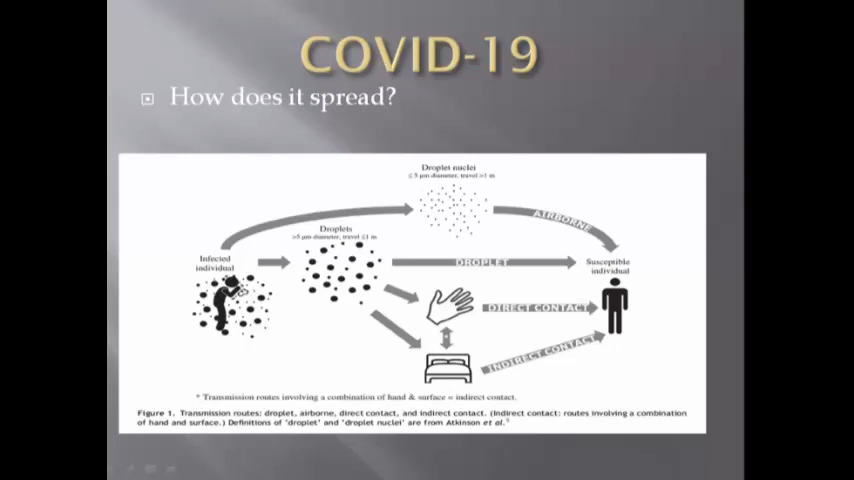 COVID-19
How does it spread?
Droplet nuclei
≤5 µm diameter, travel >1 m
AIRBORNE
Droplets
>5 µm diameter, travel ≤1 m
Infected
individual
DROPLET
Susceptible
individual
DIRECT CONTACT
*
INDIRECT CONTACT
* Transmission routes involving a combination of hand & surface = indirect contact.
Figure 1. Transmission routes: droplet, airborne, direct contact, and indirect contact. (Indirect contact: routes involving a combination
of hand and surface.) Definitions of 'droplet' and 'droplet nuclei' are from Atkinson et al.